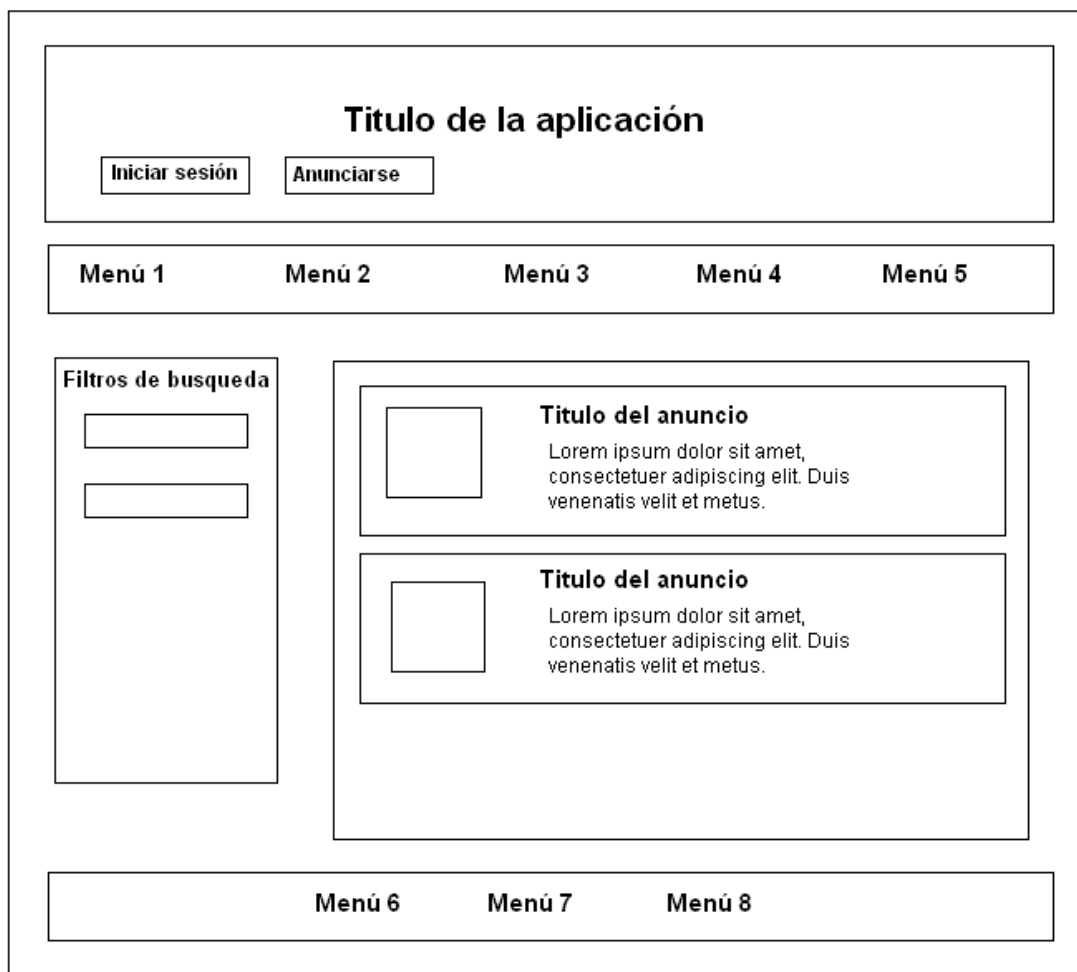 Titulo de la aplicación
Iniciar sesión
Anunciarse
Menú 1
Menú 2
Menú 3
Menú 4
Menú 5
Filtros de busqueda
Titulo del anuncio
Lorem ipsum dolor sit amet,
consectetuer adipiscing elit. Duis
venenatis velit et metus.
Titulo del anuncio
Lorem ipsum dolor sit amet,
consectetuer adipiscing elit. Duis
venenatis velit et metus.
Menú 6
Menú 7
Menú 8